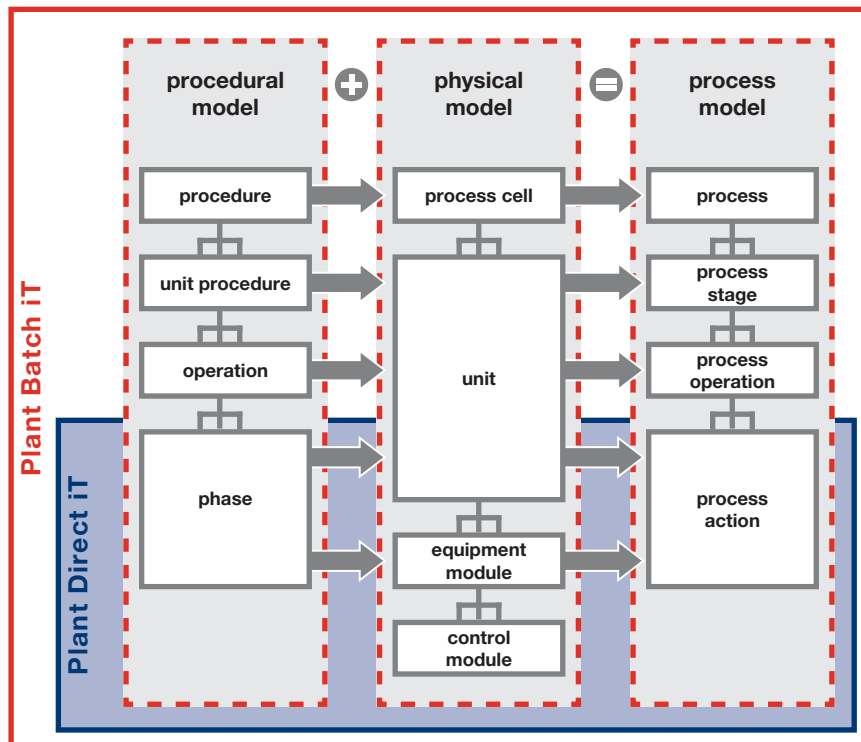 procedural
model
physical
model
process
model
procedure
process cell
process
unit procedure
process
stage
operation
unit
process
operation
phase
process
action
equipment
module
control
module
Plant Batch iT
Plant Direct iT